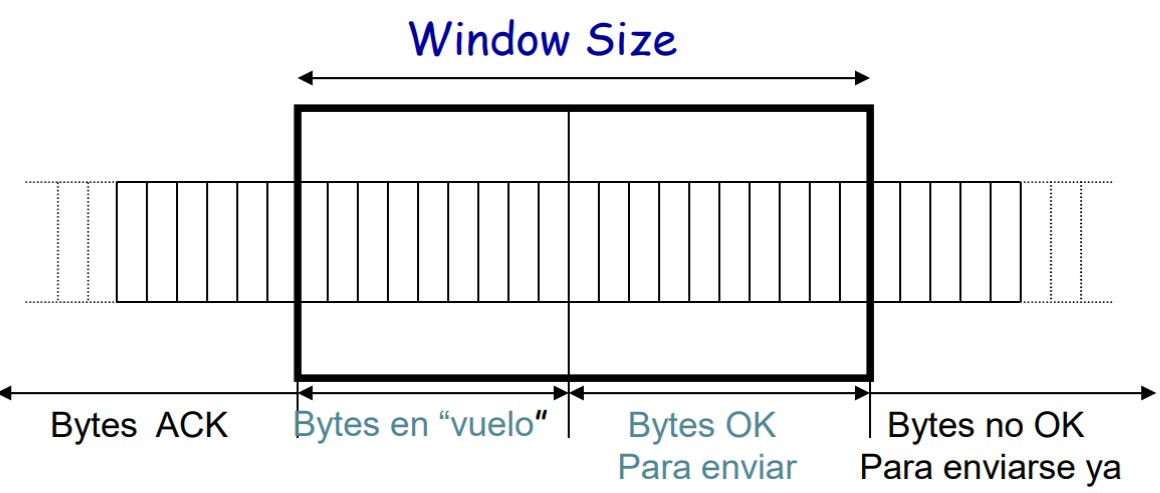 Window Size
Bytes ACK
Bytes en “vuelo"
Bytes OK
Para enviar
Bytes no OK
Para enviarse ya